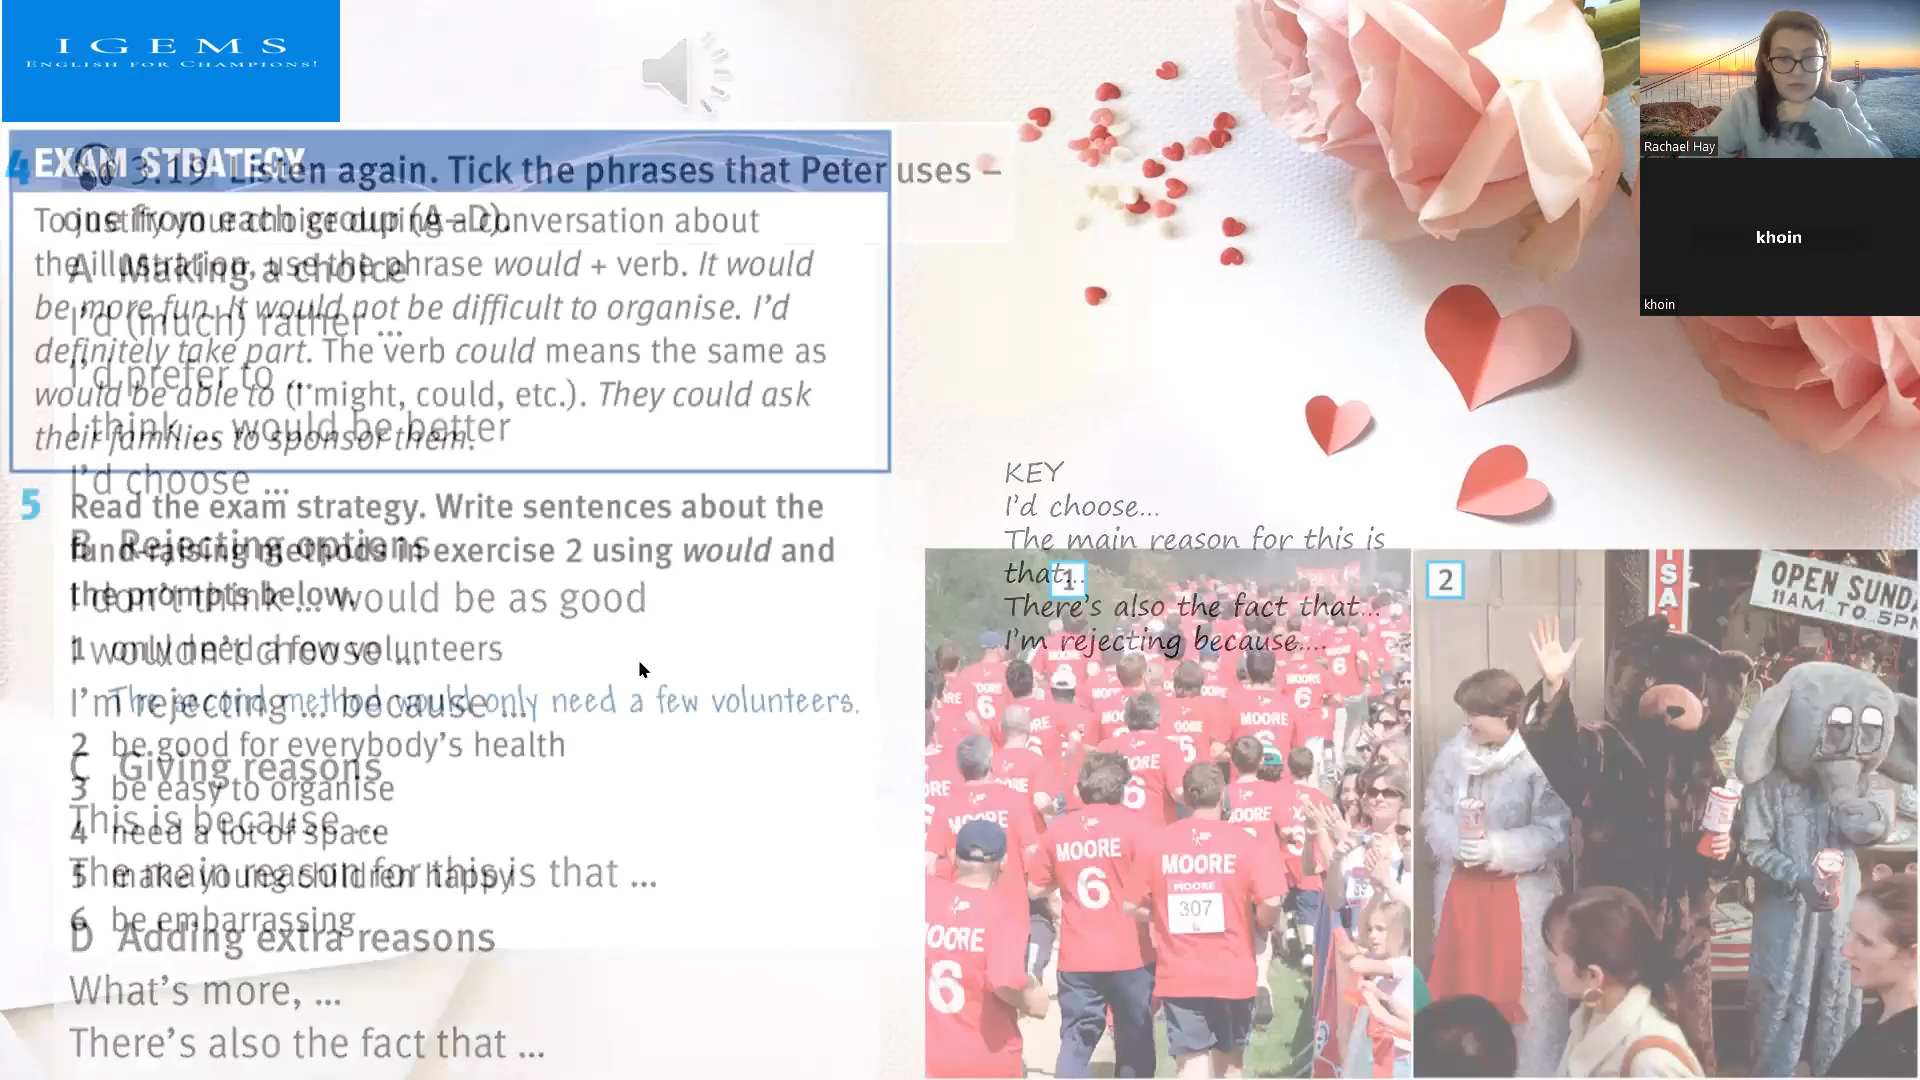 IGEMS
ENGLISH FOR CHAMPIONS!
4 3.19 Listen again. Tick the phrases that Peter uses –
one from each group (A–D).
A Making a choice
I'd (much) rather ...
I'd prefer to ...
I think ... would be better
I'd choose ...
B Rejecting options
I don't think ... would be as good
I wouldn't choose ...
I'm rejecting ... because ...
C Giving reasons
This is because ...
The main reason for this is that ...
D Adding extra reasons
What's more, ...
There's also the fact that ...
EXAM STRATEGY
To justify your choice during a conversation about
the illustration, use the phrase would + verb. It would
be more fun. It would not be difficult to organise. I'd
definitely take part. The verb could means the same as
would be able to (I might, could, etc.). They could ask
their families to sponsor them.
5 Read the exam strategy. Write sentences about the
fund-raising methods in exercise 2 using would and
the prompts below.
1 only need a few volunteers
The second method would only need a few volunteers.
2 be good for everybody's health
3 be easy to organise
4 need a lot of space
5 make young children happy
6 be embarrassing
KEY
I'd choose...
The main reason for this is
that...
There's also the fact that...
I'm rejecting because....
1
MOORE
6
MOORE
MOORE
307
MOORE
6
2
SA
OPEN SUND
11AM..TO..5PM
Rachael Hay
khoin
khoin